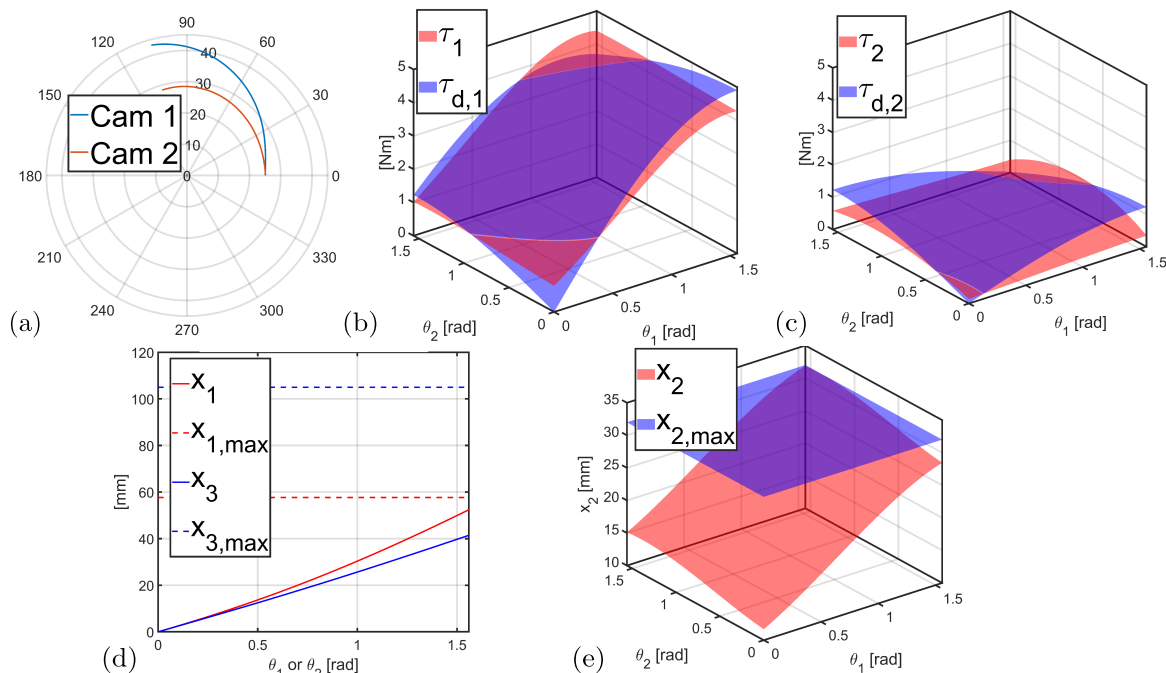 90
120
60
40
150
30
30
20
Cam 1
Cam 2
10
180
0
0
210
330
240
300
270
(a)
τ1
τd,1
5
4
[Nm]
3
2
1
0
1.5
1
0.5
0
0
0.5
1
1.5
θ2 [rad]
θ1 [rad]
(b)
τ2
τd,2
5
4
[Nm]
3
2
1
0
1.5
1
0.5
0
0
0.5
1
1.5
θ2 [rad]
θ1 [rad]
(c)
120
100
80
60
40
20
0
[mm]
x1
x1,max
x3
x3,max
0
0.5
1
1.5
θ1 or θ2 [rad]
(d)
x2
x2,max
35
30
25
20
15
10
x2 [mm]
1.5
1
0.5
0
0
0.5
1
1.5
θ2 [rad]
θ1 [rad]
(e)